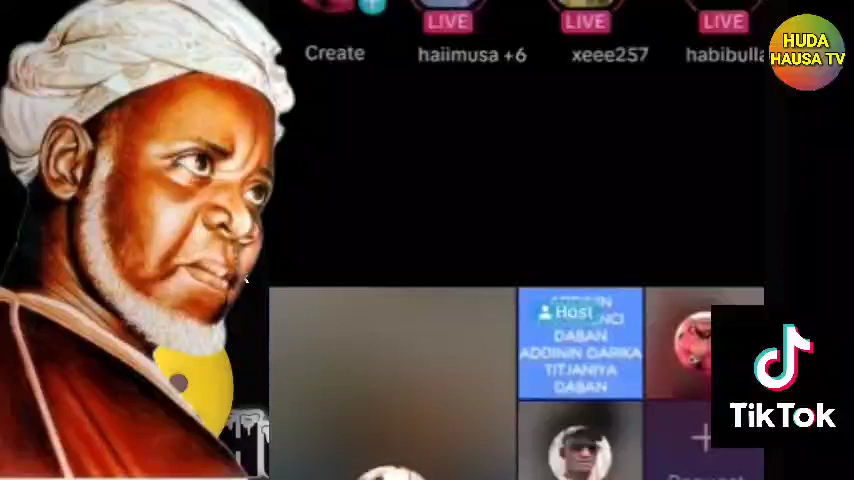 LIVE
LIVE
LIVE
Create
haiimusa +6
xeee257
habibulla
HUDA
HAUSA TV
Host
DABAN
ADDININ DARIKA
TITJANIYA
DABAN
TikTok